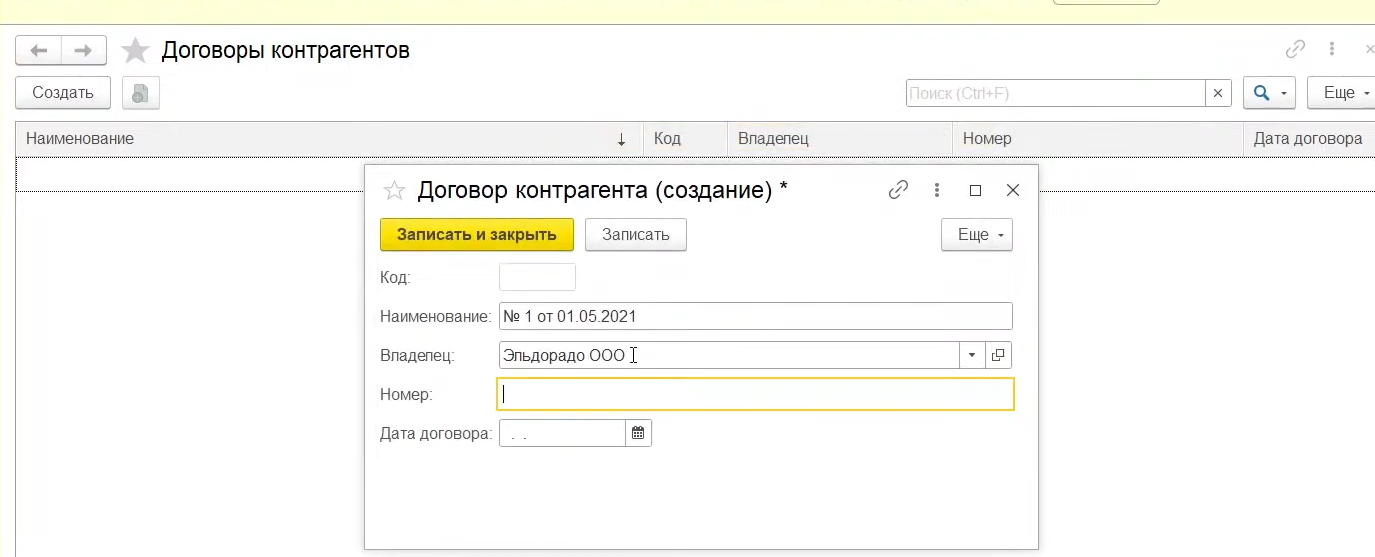 Договоры контрагентов
Создать
Поиск (Ctrl+F)
Еще
Наименование
Код
Владелец
Номер
Дата договора
Договор контрагента (создание) *
Записать и закрыть
Записать
Еще
Код:
Наименование: № 1 от 01.05.2021
Владелец: Эльдорадо ООО
Номер:
Дата договора: . .